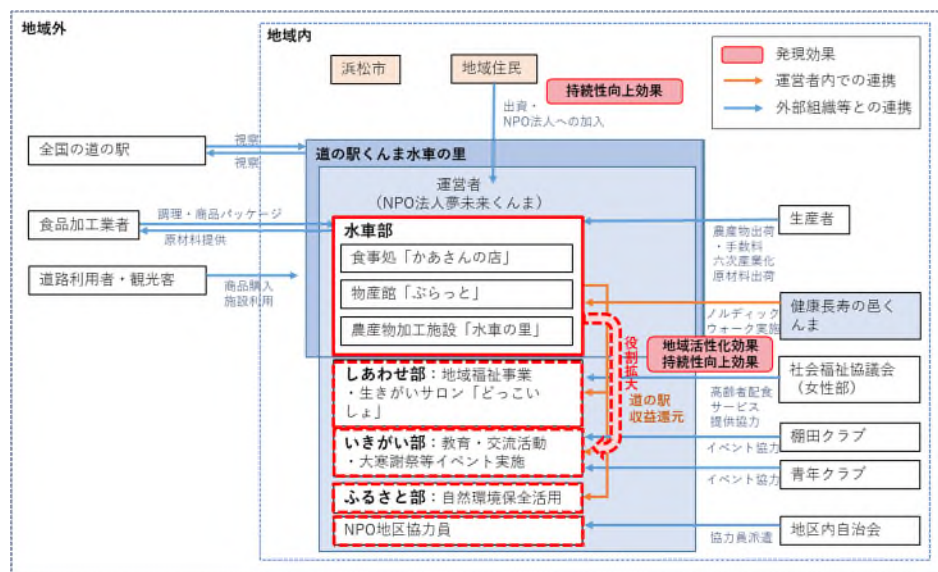 地域外
地域内
浜松市
地域住民
持続性向上効果
出資・
NPO法人への加入
発現効果
運営者内での連携
外部組織等との連携
全国の道の駅
視察
視察
道の駅くんま水車の里
運営者
（NPO法人夢未来くんま）
食品加工業者
調理・商品パッケージ
原材料提供
道路利用者・観光客
商品購入
施設利用
水車部
食事処「かあさんの店」
物産館「ぶらっと」
農産物加工施設「水車の里」
生産者
農産物出荷
・手数料
六次産業化
原材料出荷
健康長寿の邑く
んま
ノルディック
ウォーク実施
役割拡大
地域活性化効果
持続性向上効果
道の駅
収益還元
しあわせ部：地域福祉事業
・生きがいサロン「どっこい
しょ」
社会福祉協議会
（女性部）
高齢者配食
サービス
提供協力
いきがい部：教育・交流活動
・大寒謝祭等イベント実施
棚田クラブ
イベント協力
青年クラブ
イベント協力
ふるさと部：自然環境保全活用
NPO地区協力員
地区内自治会
協力員派遣